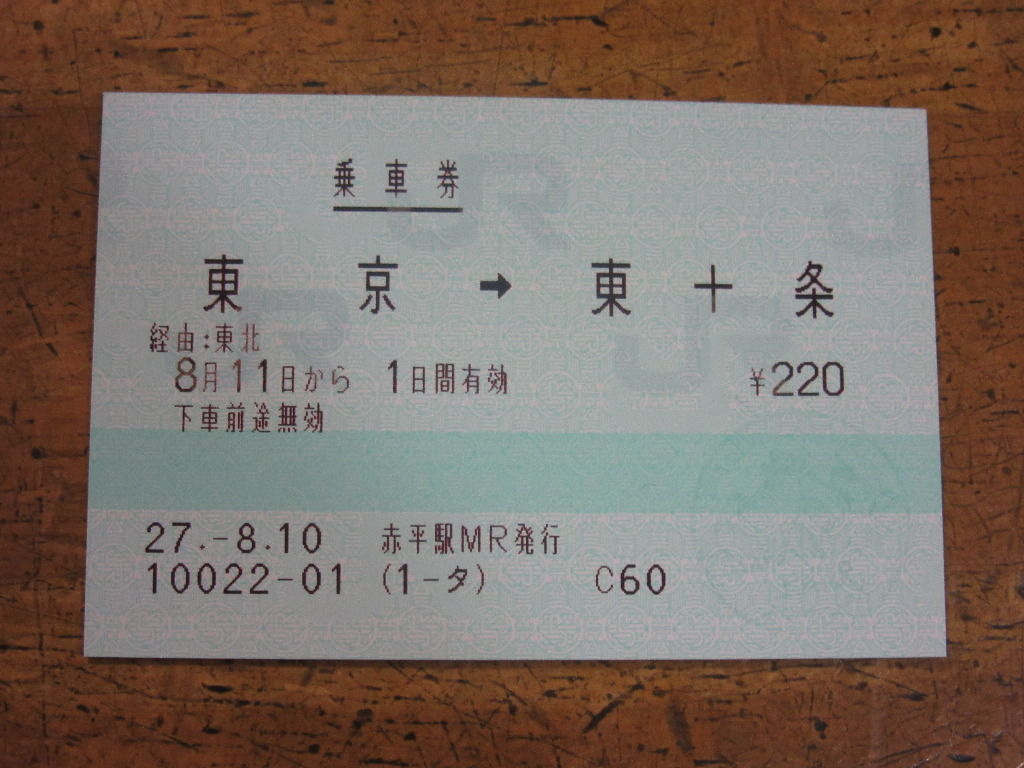 乗車券
東京➡東十条
経由:東北
8月11日から 1日間有効 ¥220
下車前途無効
27.-8.10 赤平駅MR発行
10022-01 (1-タ) C60